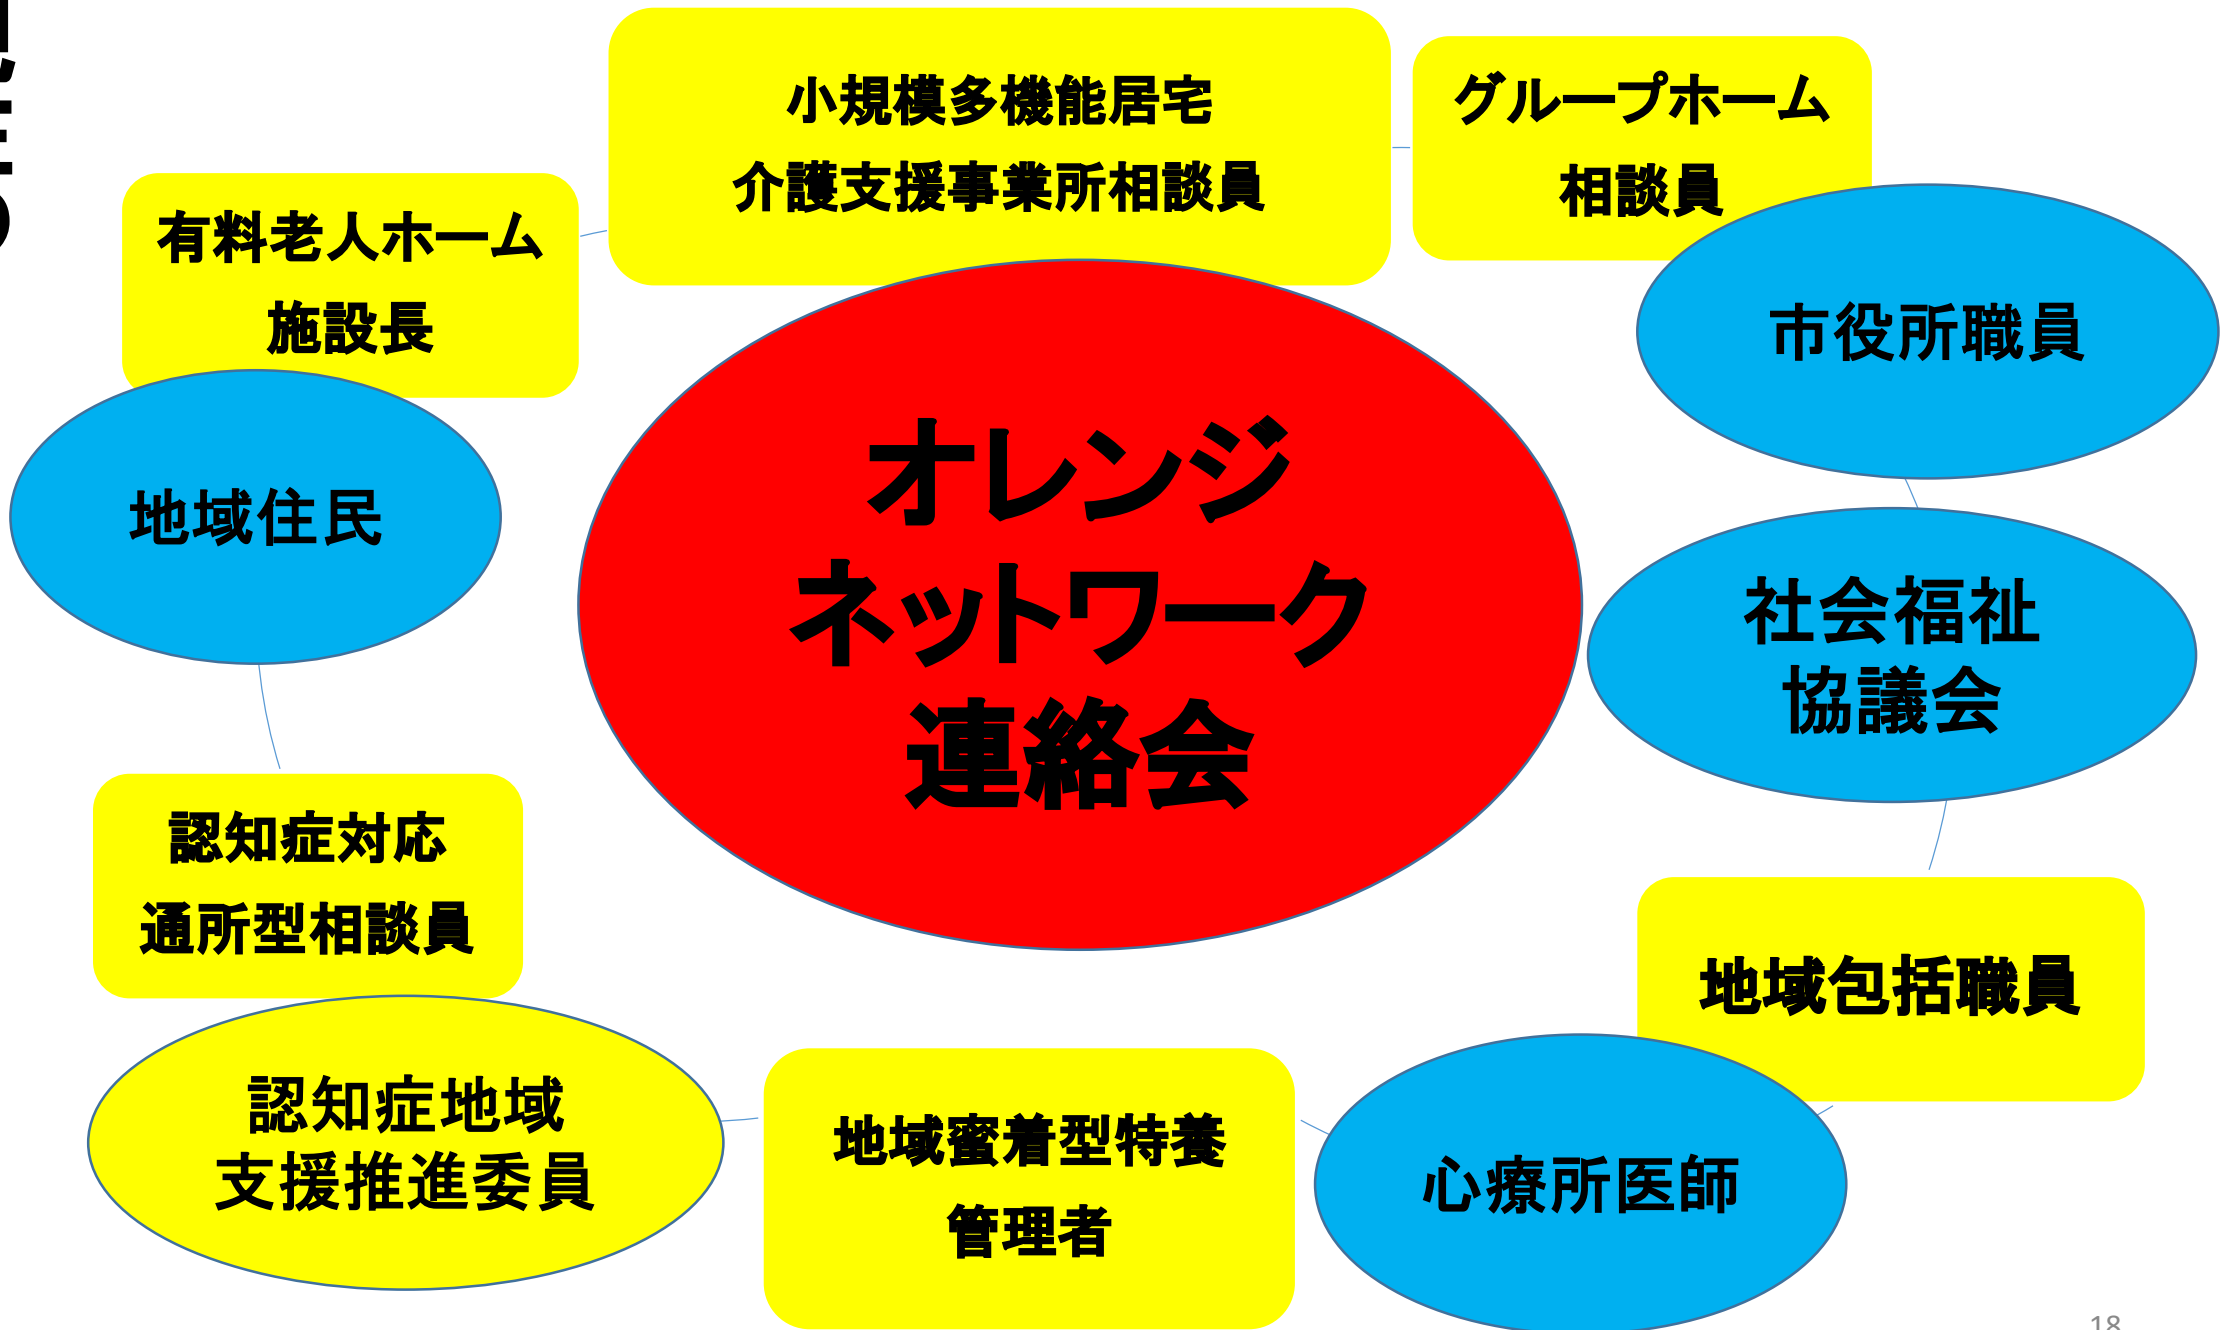 小規模多機能居宅
介護支援事業所相談員
グループホーム
相談員
有料老人ホーム
施設長
市役所職員
オレンジ
ネットワーク
連絡会
地域住民
社会福祉
協議会
認知症対応
通所型相談員
地域包括職員
認知症地域
支援推進委員
地域蜜着型特養
管理者
心療所医師
18